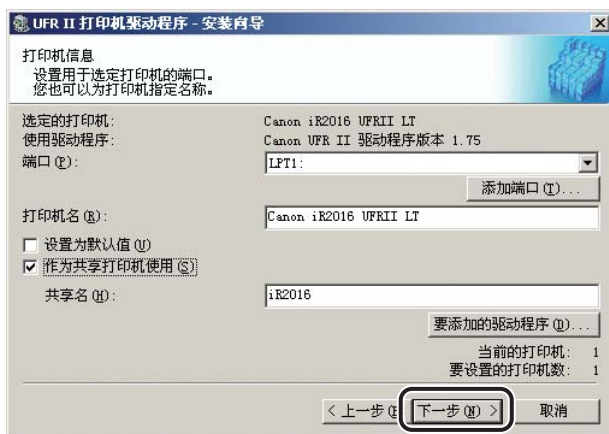 UFR II 打印机驱动程序 - 安装向导
打印机信息
设置用于选定打印机的端口。
您也可以为打印机指定名称。
选定的打印机: Canon iR2016 UFRII LT
使用驱动程序: Canon UFR II 驱动程序版本 1.75
端口(P): LPT1:
添加端口(T)...
打印机名(R): Canon iR2016 UFRII LT
设置为默认值(U)
作为共享打印机使用(S)
共享名(H): iR2016
要添加的驱动程序(D)...
当前的打印机: 1
要设置的打印机数: 1
< 上一步(B 下一步(N) > 取消